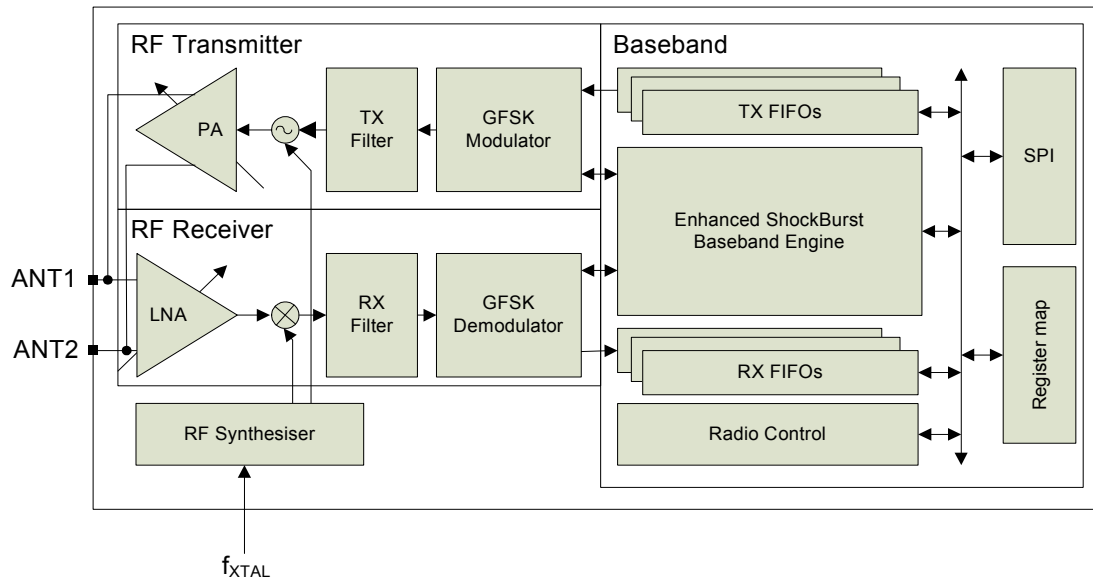 RF Transmitter
Baseband
PA
TX
Filter
GFSK
Modulator
TX FIFOs
SPI
Enhanced ShockBurst
Baseband Engine
RF Receiver
ANT1
LNA
RX
Filter
GFSK
Demodulator
ANT2
RX FIFOs
Register map
RF Synthesiser
Radio Control
fXTAL